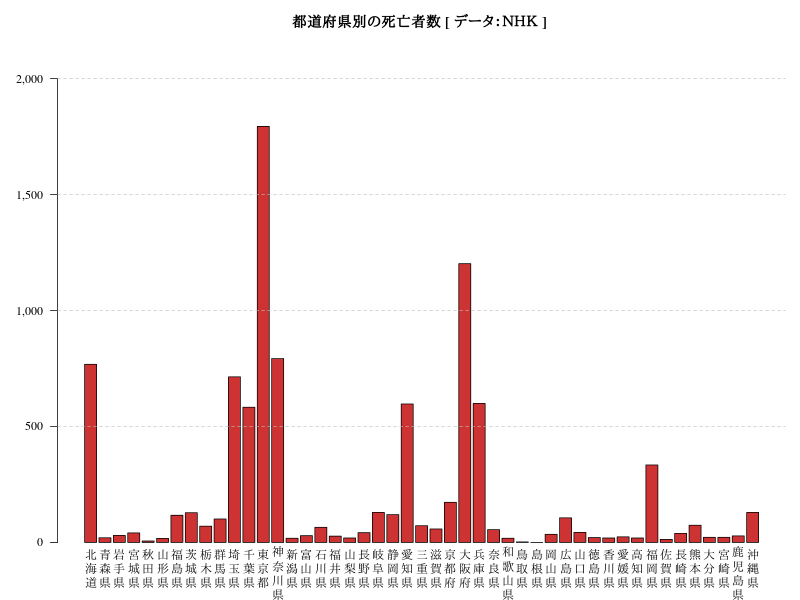 都道府県別の死亡者数 [ データ：NHK ]
2,000
1,500
1,000
500
0
北海道
青森県
岩手県
宮城県
秋田県
山形県
福島県
茨城県
栃木県
群馬県
埼玉県
千葉県
東京都
神奈川県
新潟県
富山県
石川県
福井県
山梨県
長野県
岐阜県
静岡県
愛知県
三重県
滋賀県
京都府
大阪府
兵庫県
奈良県
和歌山県
鳥取県
島根県
岡山県
広島県
山口県
徳島県
香川県
愛媛県
高知県
福岡県
佐賀県
長崎県
熊本県
大分県
宮崎県
鹿児島県
沖縄県